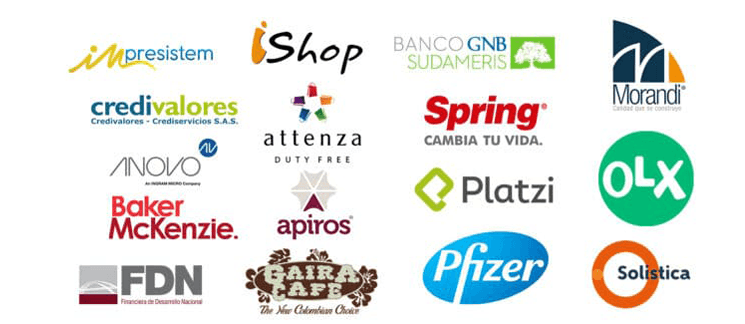 impresistem
iShop
BANCO GNB
SUDAMERIS
Morandi®
Calidad que se construye
credivalores
Credivalores - Crediservicios S.A.S.
attenza
DUTY FREE
Spring®
CAMBIA TU VIDA.
ANOVO
AV
An INGRAM MICRO Company
Platzi
OLX
Baker
McKenzie.
apiros®
FDN
Financiera de Desarrollo Nacional
GAIRA
CAFE
The New Colombian Choice
Pfizer
Solistica